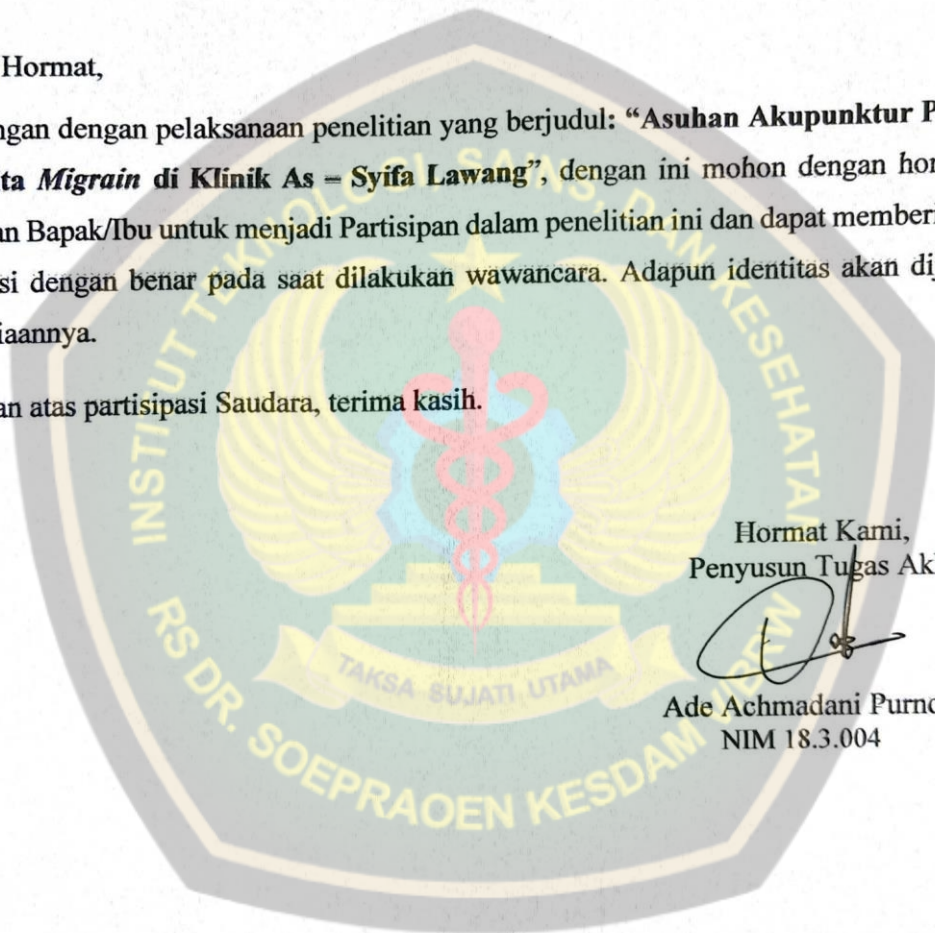 Hormat,
ngan dengan pelaksanaan penelitian yang berjudul: “Asuhan Akupunktur P
ta Migrain di Klinik As – Syifa Lawang”, dengan ini mohon dengan hor
an Bapak/Ibu untuk menjadi Partisipan dalam penelitian ini dan dapat memberi
si dengan benar pada saat dilakukan wawancara. Adapun identitas akan dij
iaannya.
an atas partisipasi Saudara, terima kasih.
Hormat Kami,
Penyusun Tugas Ak
Ade Achmadani Purno
NIM 18.3.004
INSTITUT TEKNOLOGI, SAINS, DAN KESEHATAN
RS DR. SOEPRAOEN KESDAM V/BRW
TAKSA SUJATI UTAMA